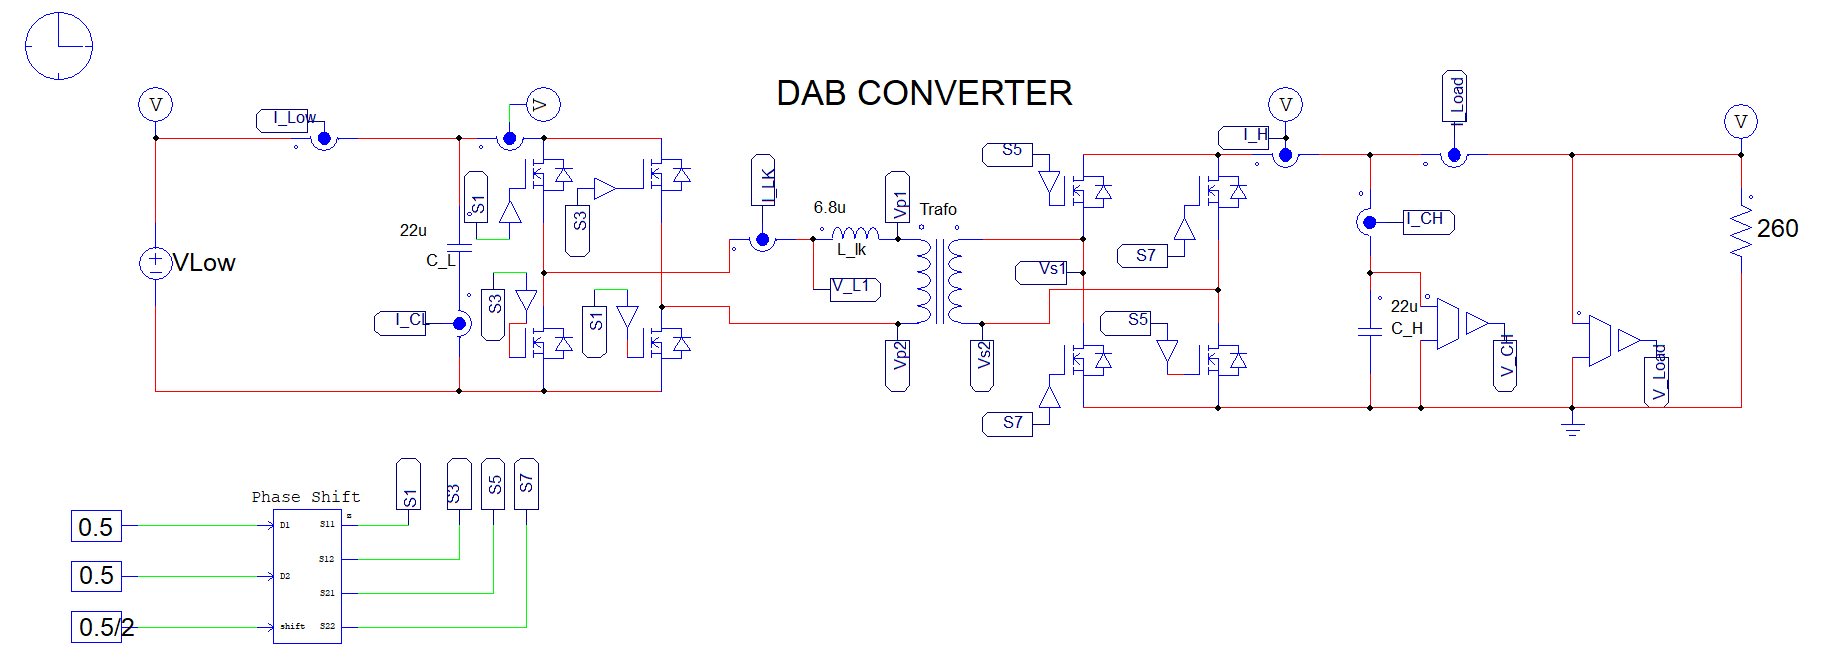 DAB CONVERTER
V
I_Low
V
V
I_H
I_Load
V
S1
S3
I_LK
Vp1
Trafo
6.8u
L_lk
S5
S7
I_CH
260
22u
C_L
VLow
V_L1
Vs1
S3
S1
I_CL
Vp2
Vs2
S5
S7
22u
C_H
V_CH
V_Load
Phase Shift
S1
S3
S5
S7
z
0.5
D1
S11
S12
0.5
D2
S21
0.5/2
shift
S22